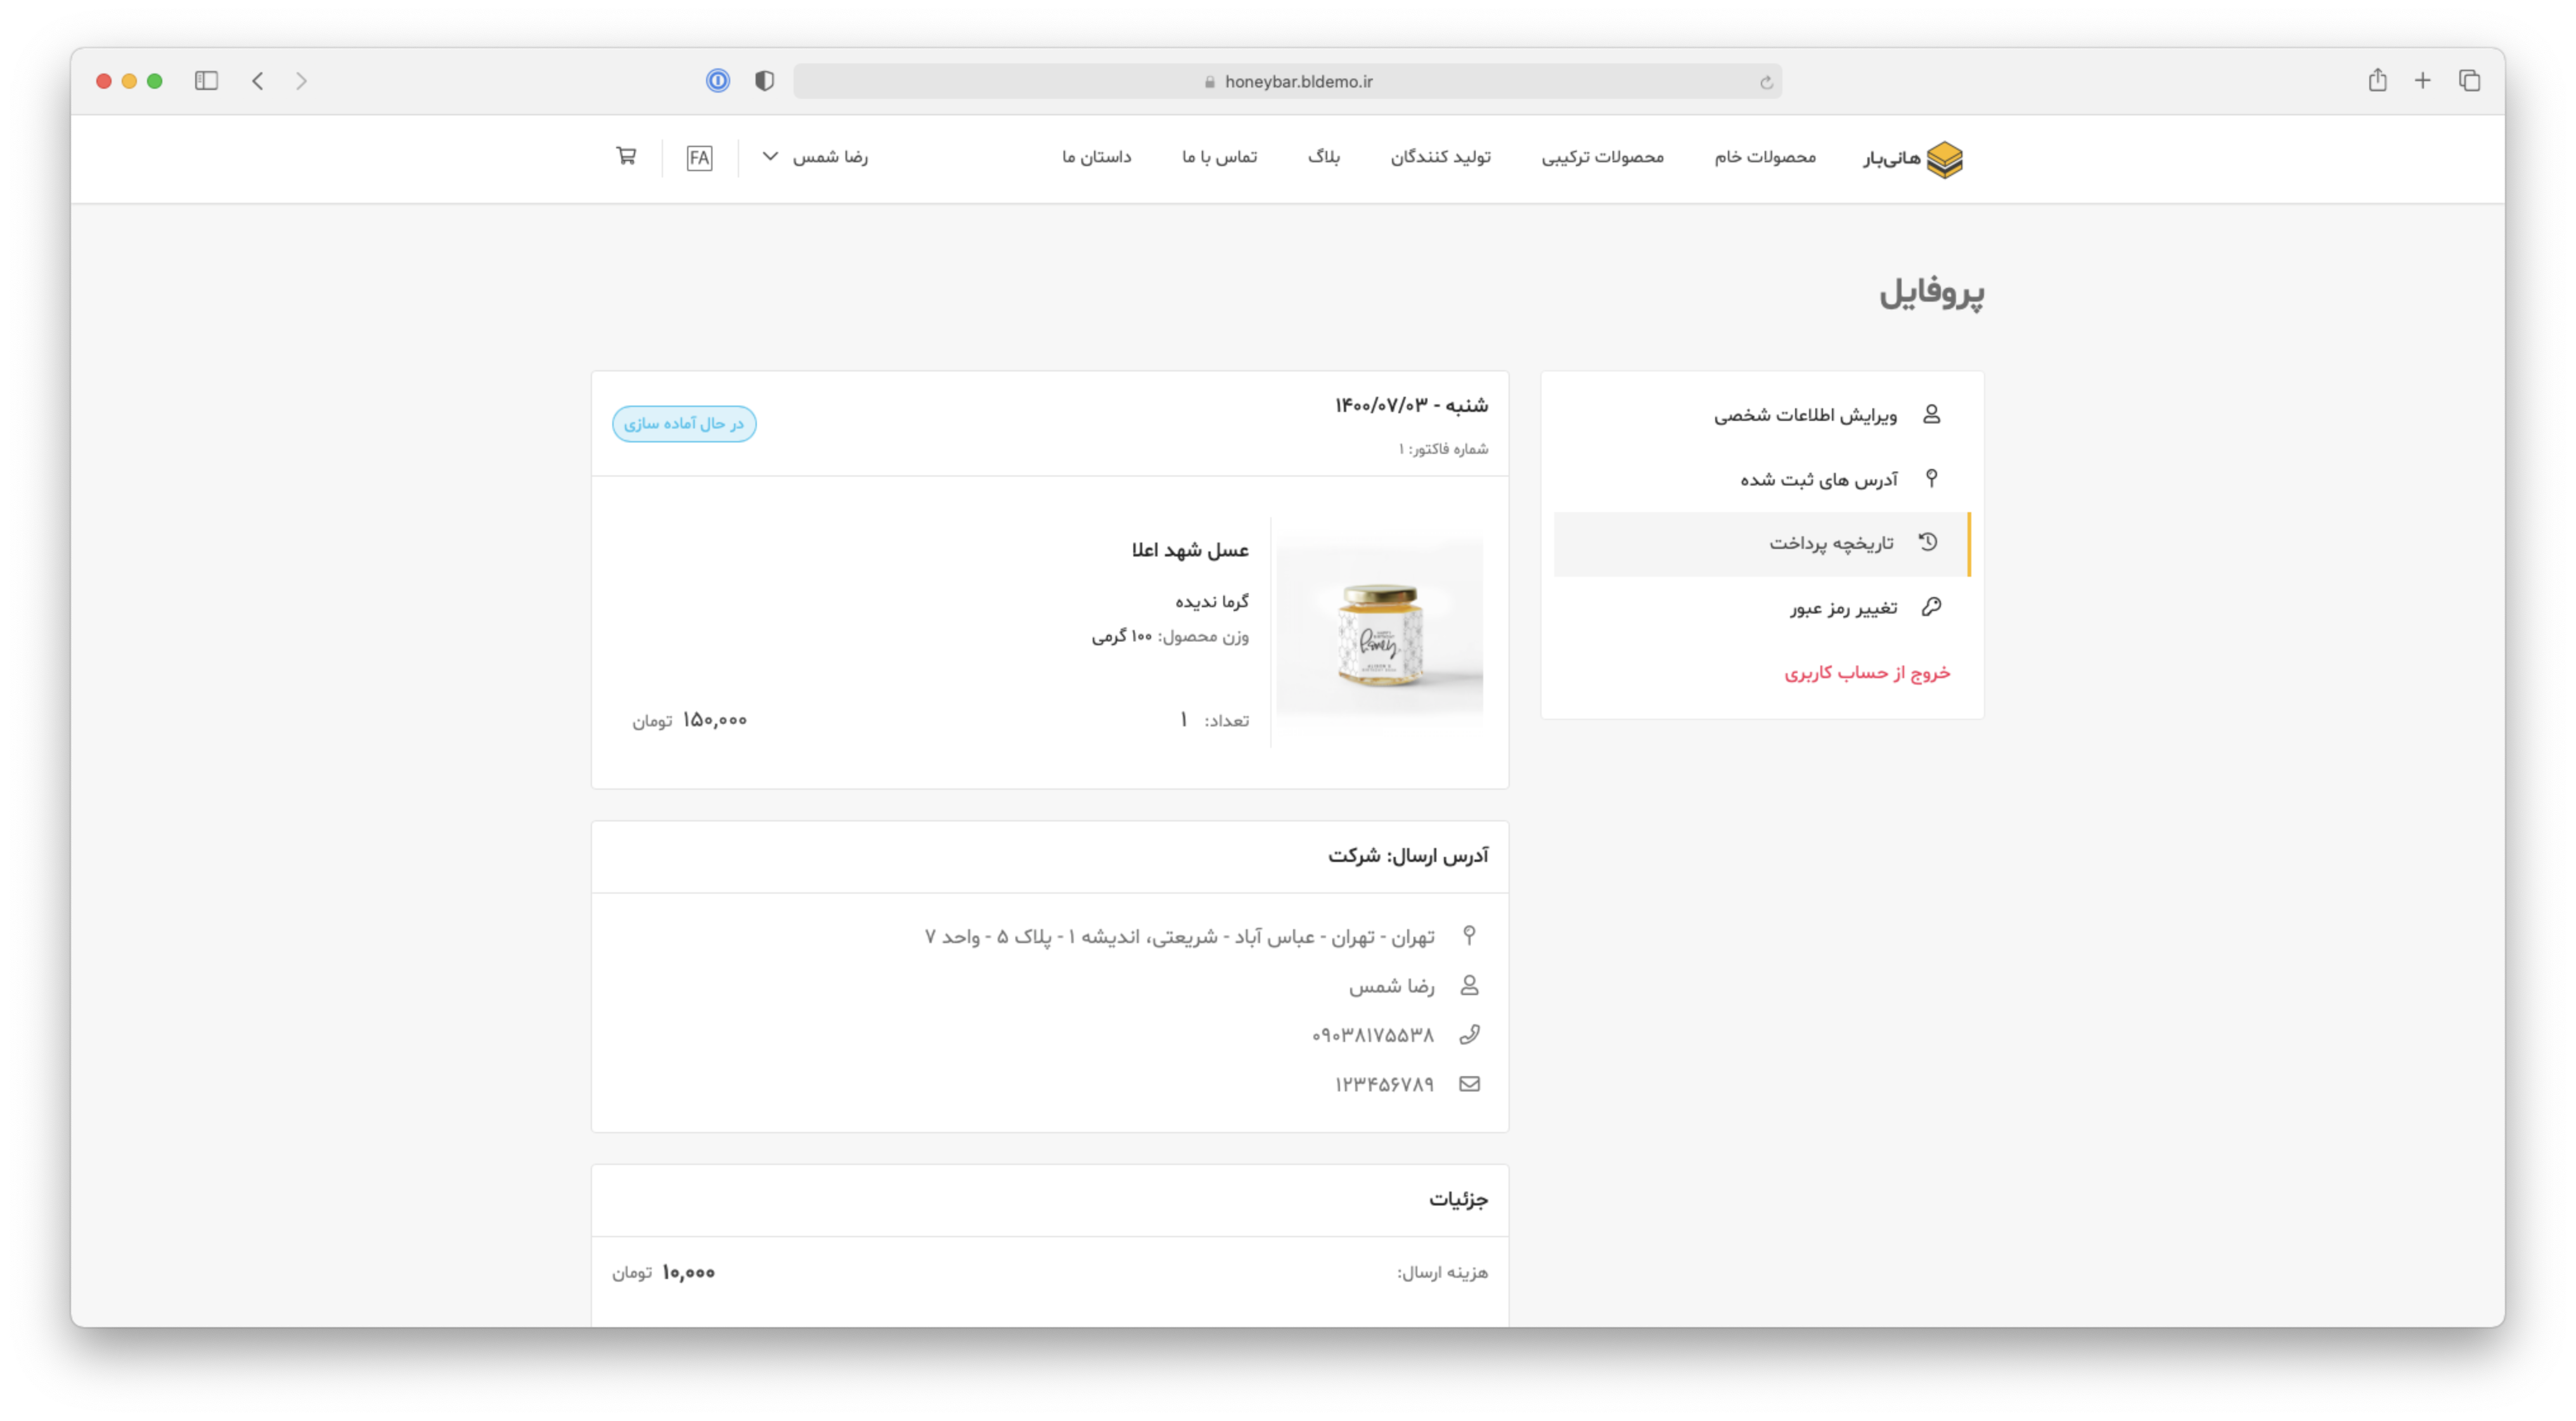 honeybar.bldemo.ir
هانی‌بار
محصولات خام
محصولات ترکیبی
تولید کنندگان
بلاگ
تماس با ما
داستان ما
رضا شمس
FA
پروفایل
ویرایش اطلاعات شخصی
آدرس های ثبت شده
تاریخچه پرداخت
تغییر رمز عبور
خروج از حساب کاربری
شنبه - ۱۴۰۰/۰۷/۰۳
در حال آماده سازی
شماره فاکتور: ۱
عسل شهد اعلا
گرما ندیده
وزن محصول: ۱۰۰ گرمی
تعداد: ۱
۱۵۰,۰۰۰ تومان
honey
آدرس ارسال: شرکت
تهران - تهران - عباس آباد - شریعتی، اندیشه ۱ - پلاک ۵ - واحد ۷
رضا شمس
۰۹۰۳۸۱۷۵۵۳۸
۱۲۳۴۵۶۷۸۹
جزئیات
هزینه ارسال: ۱۰,۰۰۰ تومان